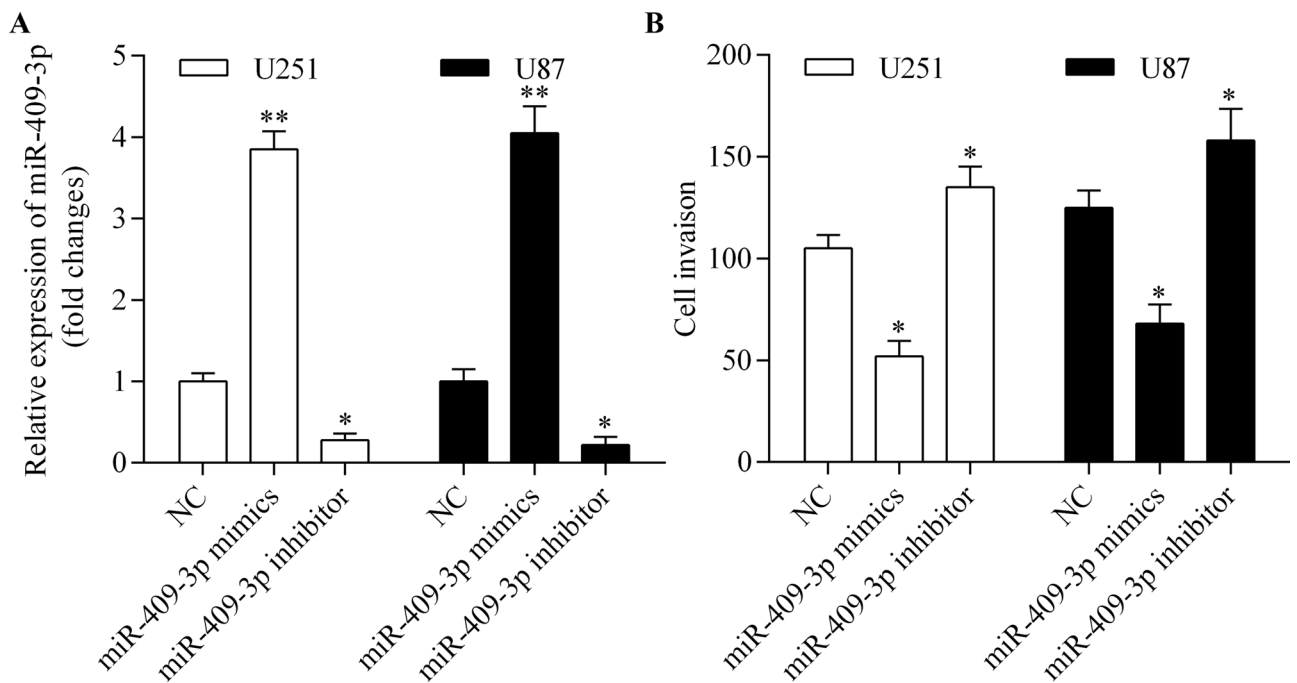 A
Relative expression of miR-409-3p
(fold changes)
5
4
3
2
1
0
U251
U87
**
**
*
*
NC
miR-409-3p mimics
miR-409-3p inhibitor
NC
miR-409-3p mimics
miR-409-3p inhibitor
B
Cell invaison
200
150
100
50
0
U251
U87
*
*
*
*
NC
miR-409-3p mimics
miR-409-3p inhibitor
NC
miR-409-3p mimics
miR-409-3p inhibitor